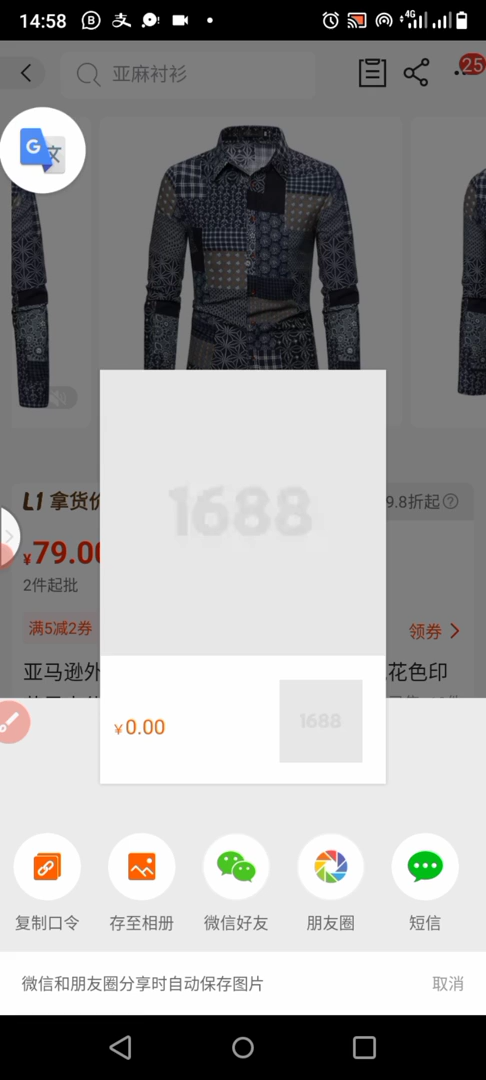 14:58
4G
亚麻衬衫
25
G 文
1688
L1 拿货价
9.8折起?
¥79.00
2件起批
满5减2券
领券
亚马逊外
花色印
¥0.00
1688
复制口令
存至相册
微信好友
朋友圈
短信
微信和朋友圈分享时自动保存图片
取消